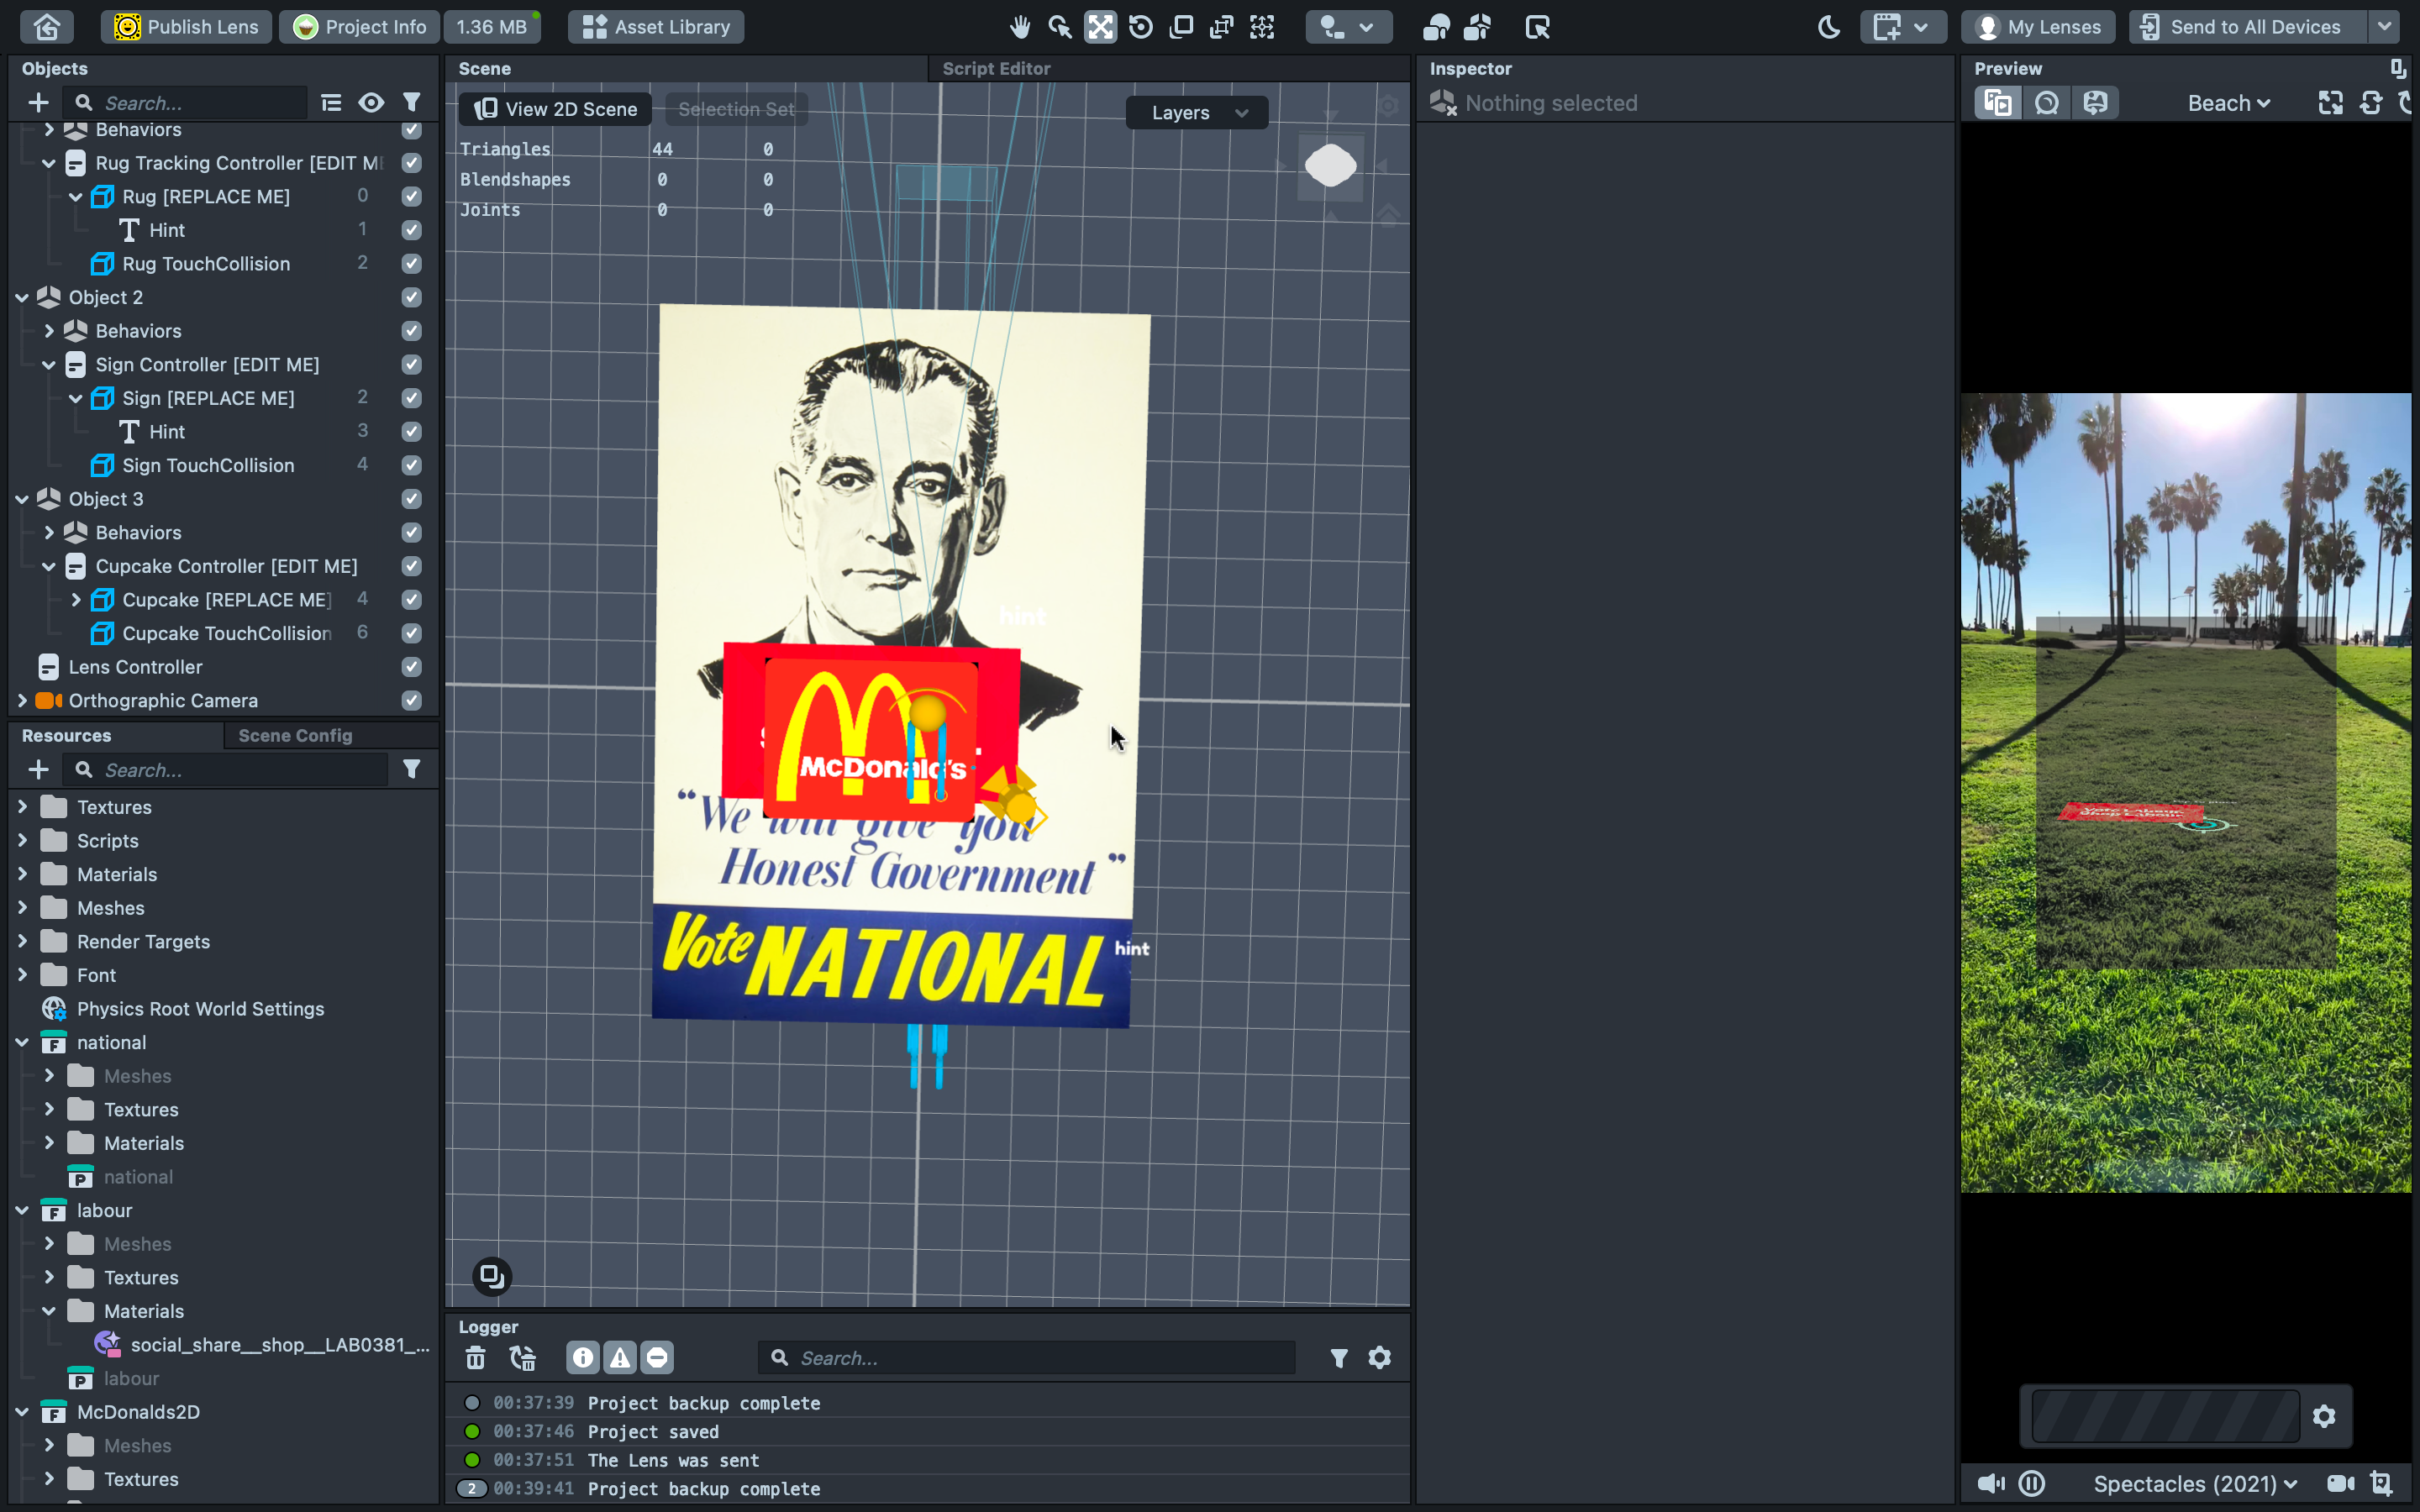 Publish Lens
Project Info
1.36 MB
Asset Library
My Lenses
Send to All Devices
Objects
Search...
Behaviors
Rug Tracking Controller [EDIT M
Rug [REPLACE ME] 0
Hint 1
Rug TouchCollision 2
Object 2
Behaviors
Sign Controller [EDIT ME]
Sign [REPLACE ME] 2
Hint 3
Sign TouchCollision 4
Object 3
Behaviors
Cupcake Controller [EDIT ME]
Cupcake [REPLACE ME] 4
Cupcake TouchCollision 6
Lens Controller
Orthographic Camera
Resources
Scene Config
Search...
Textures
Scripts
Materials
Meshes
Render Targets
Font
Physics Root World Settings
national
Meshes
Textures
Materials
national
labour
Meshes
Textures
Materials
social_share__shop__LAB0381_...
labour
McDonalds2D
Meshes
Textures
Scene
Script Editor
View 2D Scene
Selection Set
Layers
Triangles 44 0
Blendshapes 0 0
Joints 0 0
hint
McDonald's
“We will give you
Honest Government”
Vote NATIONAL
hint
Logger
Search...
00:37:39 Project backup complete
00:37:46 Project saved
00:37:51 The Lens was sent
2 00:39:41 Project backup complete
Inspector
Nothing selected
Preview
Beach
Spectacles (2021)